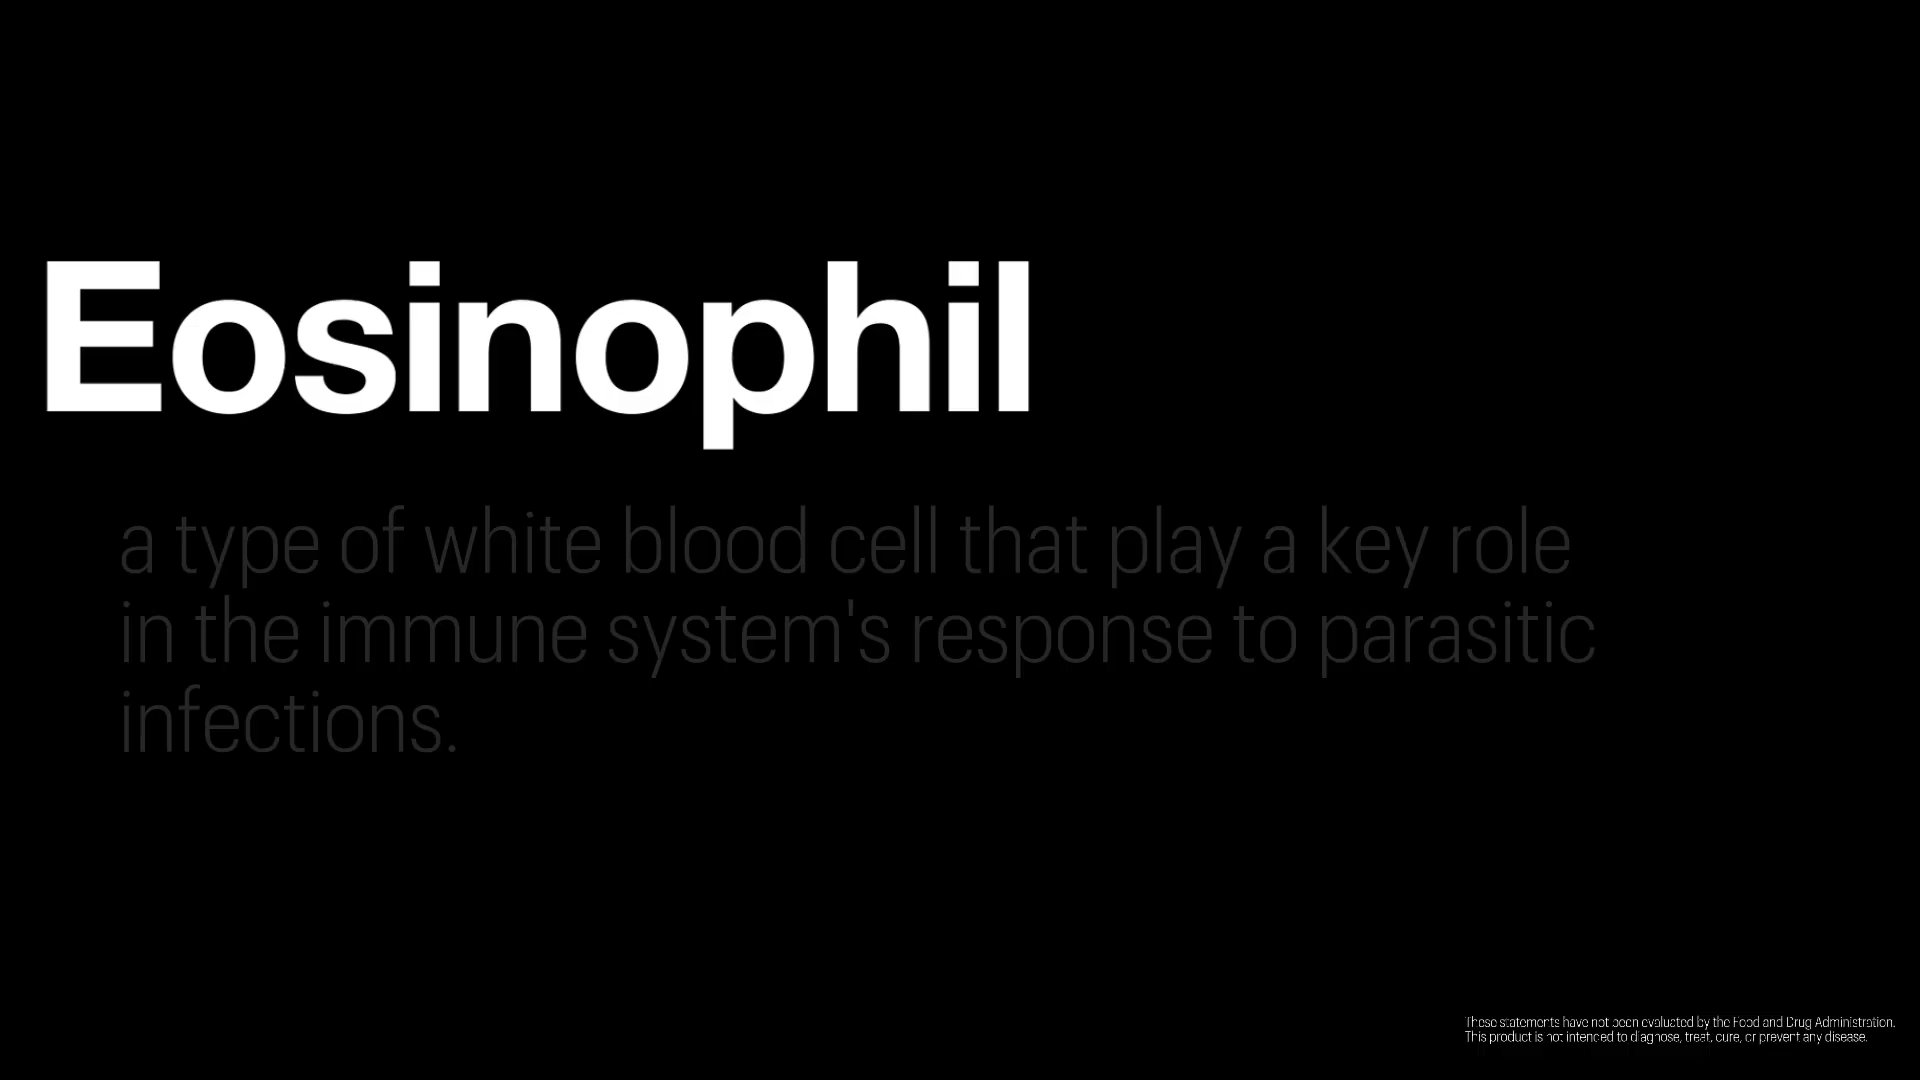 Eosinophil
a type of white blood cell that play a key role
in the immune system's response to parasitic
infections.
These statements have not been evaluated by the Food and Drug Administration.
This product is not intended to diagnose, treat, cure, or prevent any disease.